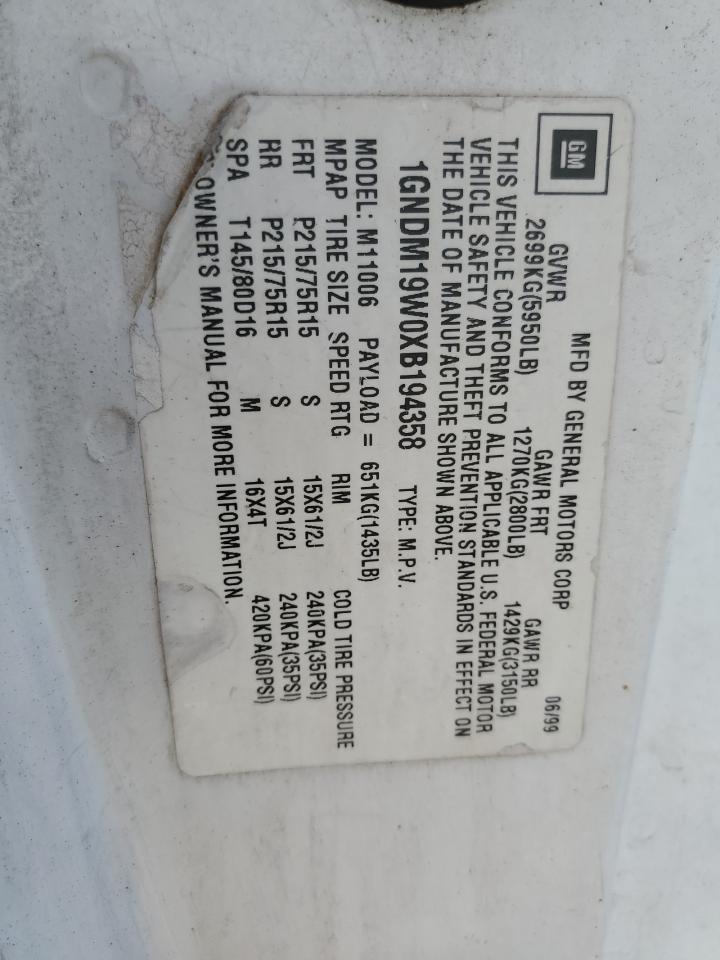 GM
MFD BY GENERAL MOTORS CORP 06/99
GVWR GAWR FRT GAWR RR
2699KG(5950LB) 1270KG(2800LB) 1429KG(3150LB)
THIS VEHICLE CONFORMS TO ALL APPLICABLE U.S. FEDERAL MOTOR
VEHICLE SAFETY AND THEFT PREVENTION STANDARDS IN EFFECT ON
THE DATE OF MANUFACTURE SHOWN ABOVE.
1GNDM19W0XB194358 TYPE: M.P.V.
MODEL: M11006 PAYLOAD = 651KG(1435LB)
MPAP TIRE SIZE SPEED RTG RIM COLD TIRE PRESSURE
FRT P215/75R15 S 15X61/2J 240KPA(35PSI)
RR P215/75R15 S 15X61/2J 240KPA(35PSI)
SPA T145/80D16 M 16X4T 420KPA(60PSI)
OWNER'S MANUAL FOR MORE INFORMATION.